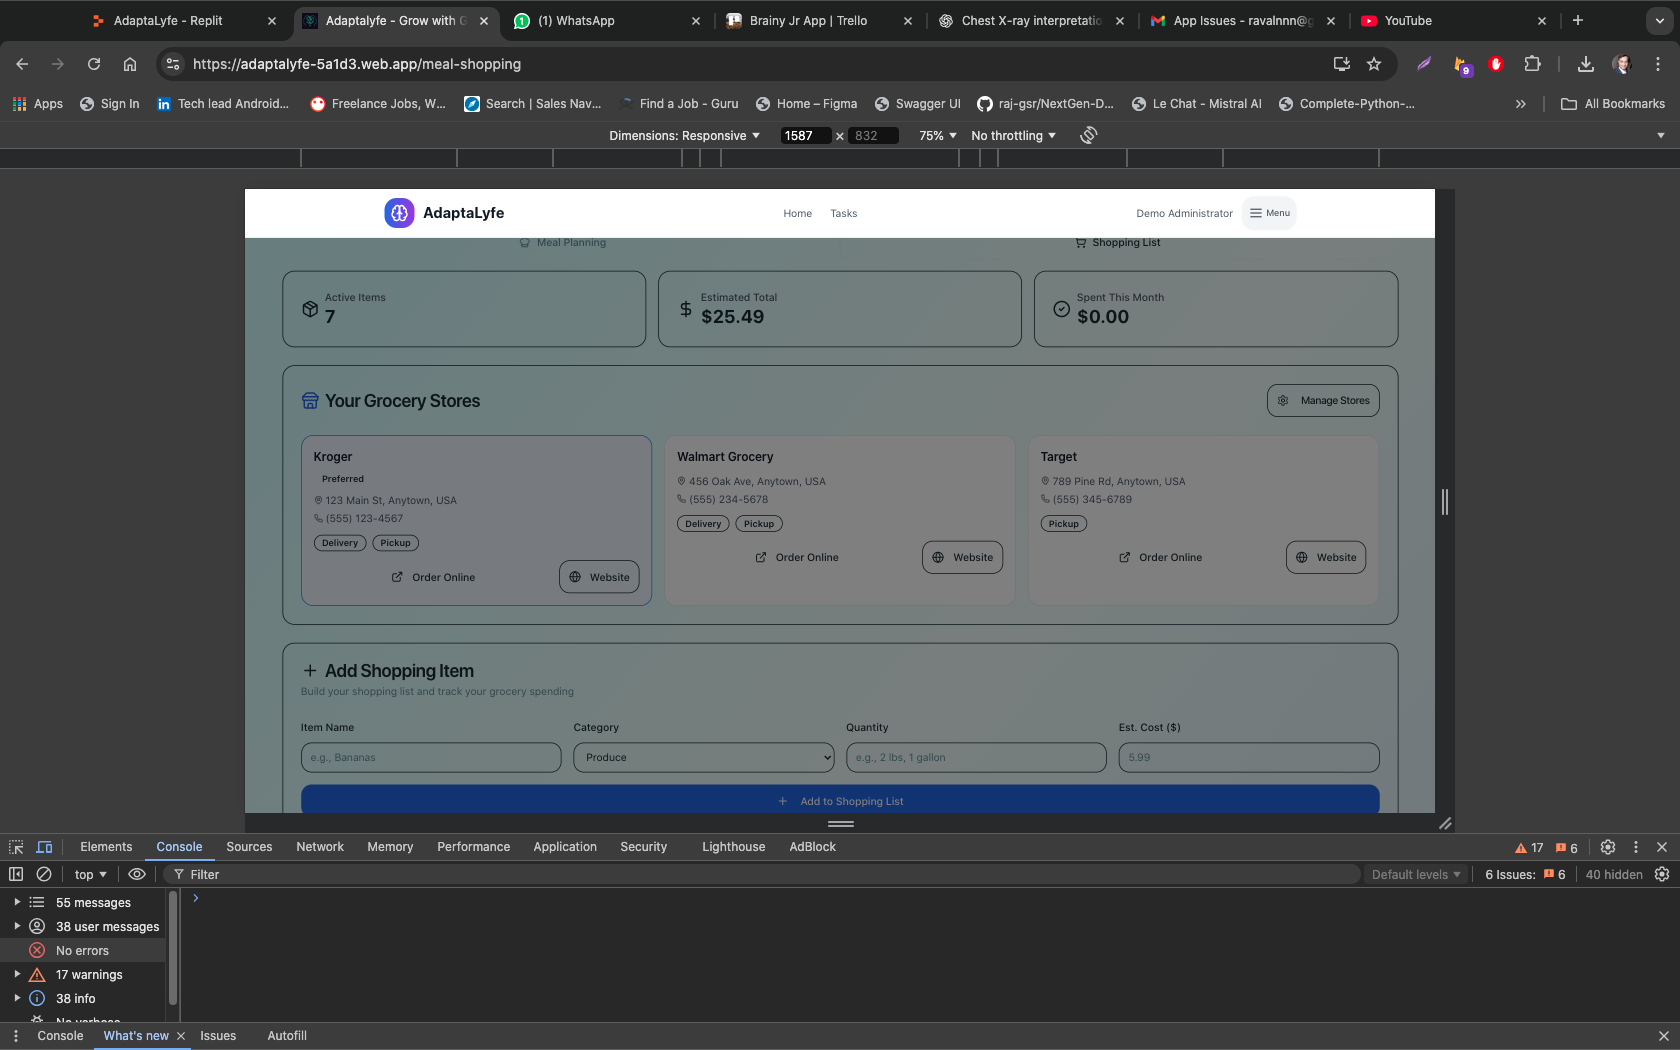 AdaptaLyfe - Replit
Adaptalyfe - Grow with G
(1) WhatsApp
Brainy Jr App | Trello
Chest X-ray interpretatio
App Issues - ravalnnn@g
YouTube
https://adaptalyfe-5a1d3.web.app/meal-shopping
9
Apps
Sign In
Tech lead Android...
Freelance Jobs, W...
Search | Sales Nav...
Find a Job - Guru
Home – Figma
Swagger UI
raj-gsr/NextGen-D...
Le Chat - Mistral AI
Complete-Python-...
All Bookmarks
Dimensions: Responsive
1587 × 832
75%
No throttling
AdaptaLyfe
Home
Tasks
Demo Administrator
Menu
Meal Planning
Shopping List
Active Items
7
Estimated Total
$25.49
Spent This Month
$0.00
Your Grocery Stores
Manage Stores
Kroger
Preferred
123 Main St, Anytown, USA
(555) 123-4567
Delivery
Pickup
Order Online
Website
Walmart Grocery
456 Oak Ave, Anytown, USA
(555) 234-5678
Delivery
Pickup
Order Online
Website
Target
789 Pine Rd, Anytown, USA
(555) 345-6789
Pickup
Order Online
Website
Add Shopping Item
Build your shopping list and track your grocery spending
Item Name
Category
Quantity
Est. Cost ($)
e.g., Bananas
Produce
e.g., 2 lbs, 1 gallon
5.99
Add to Shopping List
Elements
Console
Sources
Network
Memory
Performance
Application
Security
Lighthouse
AdBlock
17
6
top
Filter
Default levels
6 Issues:
6
40 hidden
55 messages
38 user messages
No errors
17 warnings
38 info
No verbose
Console
What's new
Issues
Autofill